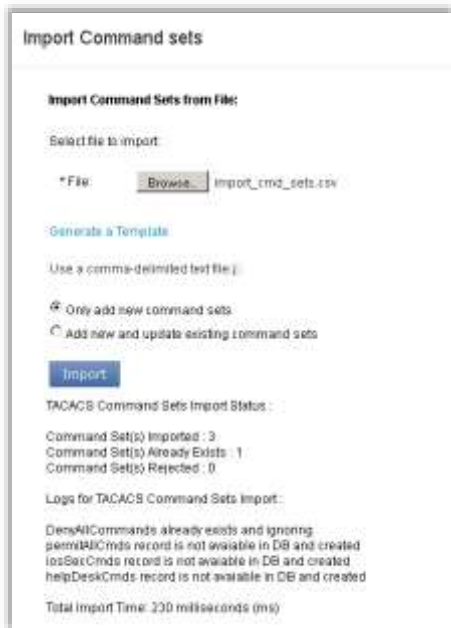 Import Command sets
Import Command Sets from File:
Select file to import:
* File: Browse... import_cmd_sets.csv
Generate a Template
Use a comma-delimited text file.
Only add new command sets
Add new and update existing command sets
Import
TACACS Command Sets Import Status :
Command Set(s) Imported : 3
Command Set(s) Already Exists : 1
Command Set(s) Rejected : 0
Logs for TACACS Command Sets Import :
DenyAllCommands already exists and ignoring
permitAllCmds record is not avaiable in DB and created
iosSecCmds record is not avaiable in DB and created
helpDeskCmds record is not avaiable in DB and created
Total Import Time: 230 milliseconds (ms)